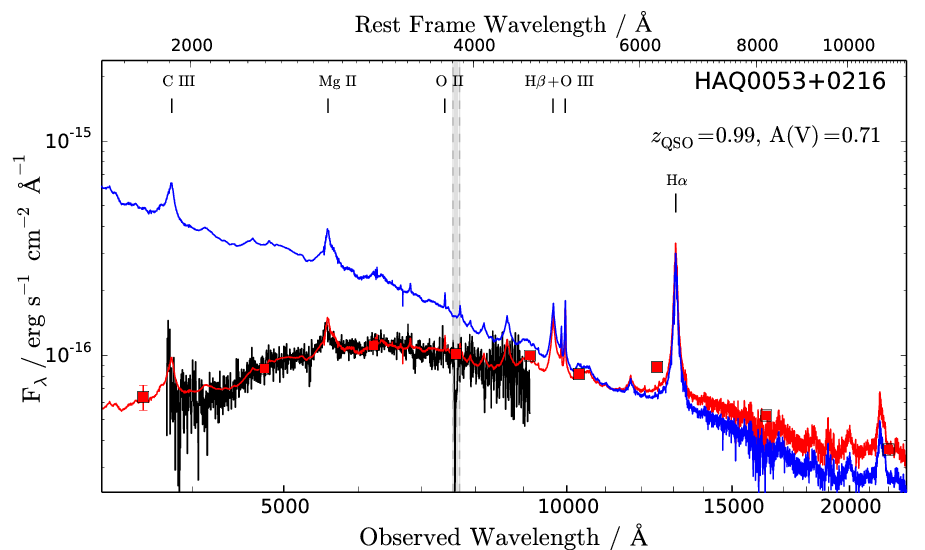 Rest Frame Wavelength / Å
2000 4000 6000 8000 10000
C III Mg II O II Hβ+O III HAQ0053+0216
10⁻¹⁵ z_QSO=0.99, A(V)=0.71
Hα
10⁻¹⁶
F_λ / erg s⁻¹ cm⁻² Å⁻¹
5000 10000 15000 20000
Observed Wavelength / Å